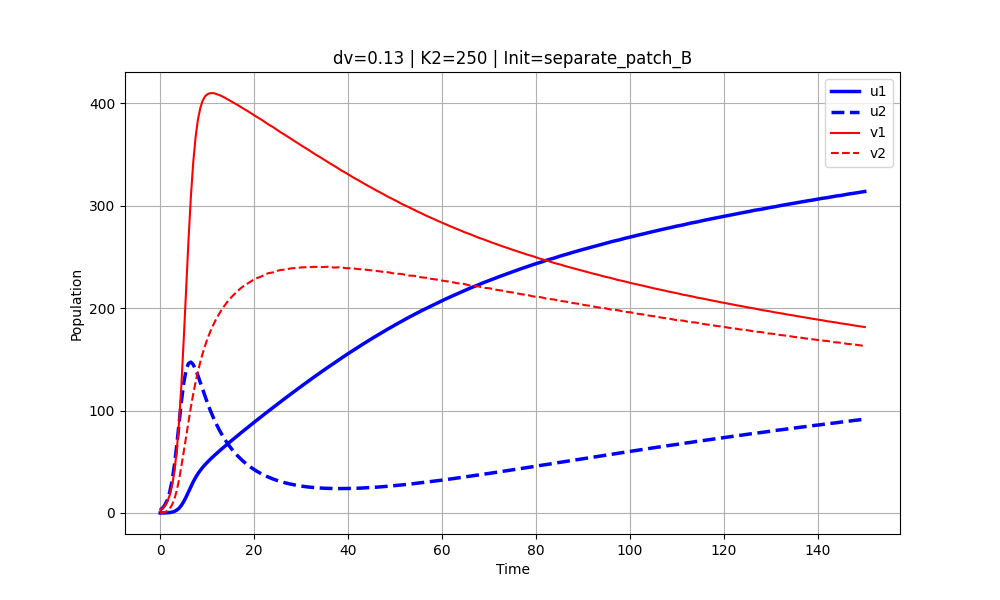 dv=0.13 | K2=250 | Init=separate_patch_B
u1
u2
v1
v2
400
300
200
100
0
Population
0 20 40 60 80 100 120 140
Time